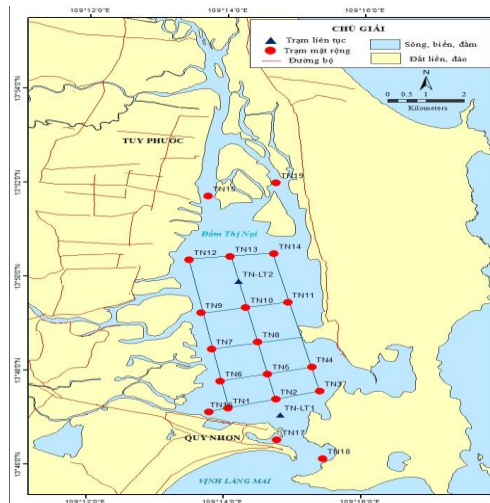 109°12'0"E
109°14'0"E
109°16'0"E
CHÚ GIẢI
Trạm liên tục
Trạm mặt rộng
Đường bộ
Sông, biển, đầm
Đất liền, đảo
N
0 0.5 1 2
Kilometers
TUY PHƯỚC
TN15
TN19
Đầm Thị Nại
TN12
TN13
TN14
TN-LT2
TN9
TN10
TN11
TN7
TN8
TN6
TN5
TN4
TN3
TN16
TN1
TN2
TN-LT1
QUY NHƠN
TN17
TN18
VỊNH LÀNG MAI
109°12'0"E
109°14'0"E
109°16'0"E